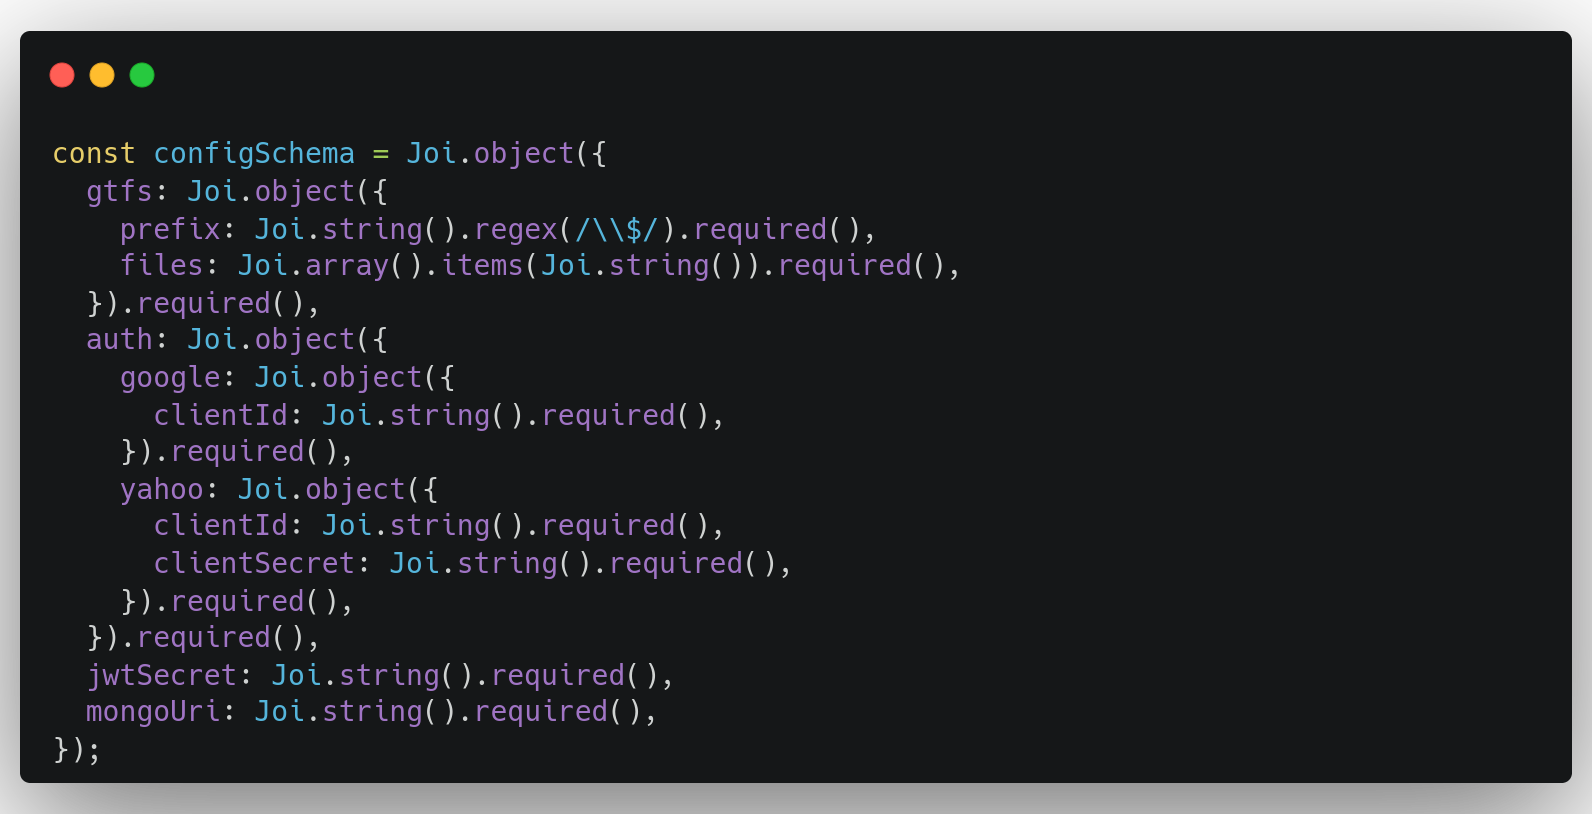 const configSchema = Joi.object({
  gtfs: Joi.object({
    prefix: Joi.string().regex(/\\$/).required(),
    files: Joi.array().items(Joi.string()).required(),
  }).required(),
  auth: Joi.object({
    google: Joi.object({
      clientId: Joi.string().required(),
    }).required(),
    yahoo: Joi.object({
      clientId: Joi.string().required(),
      clientSecret: Joi.string().required(),
    }).required(),
  }).required(),
  jwtSecret: Joi.string().required(),
  mongoUri: Joi.string().required(),
});